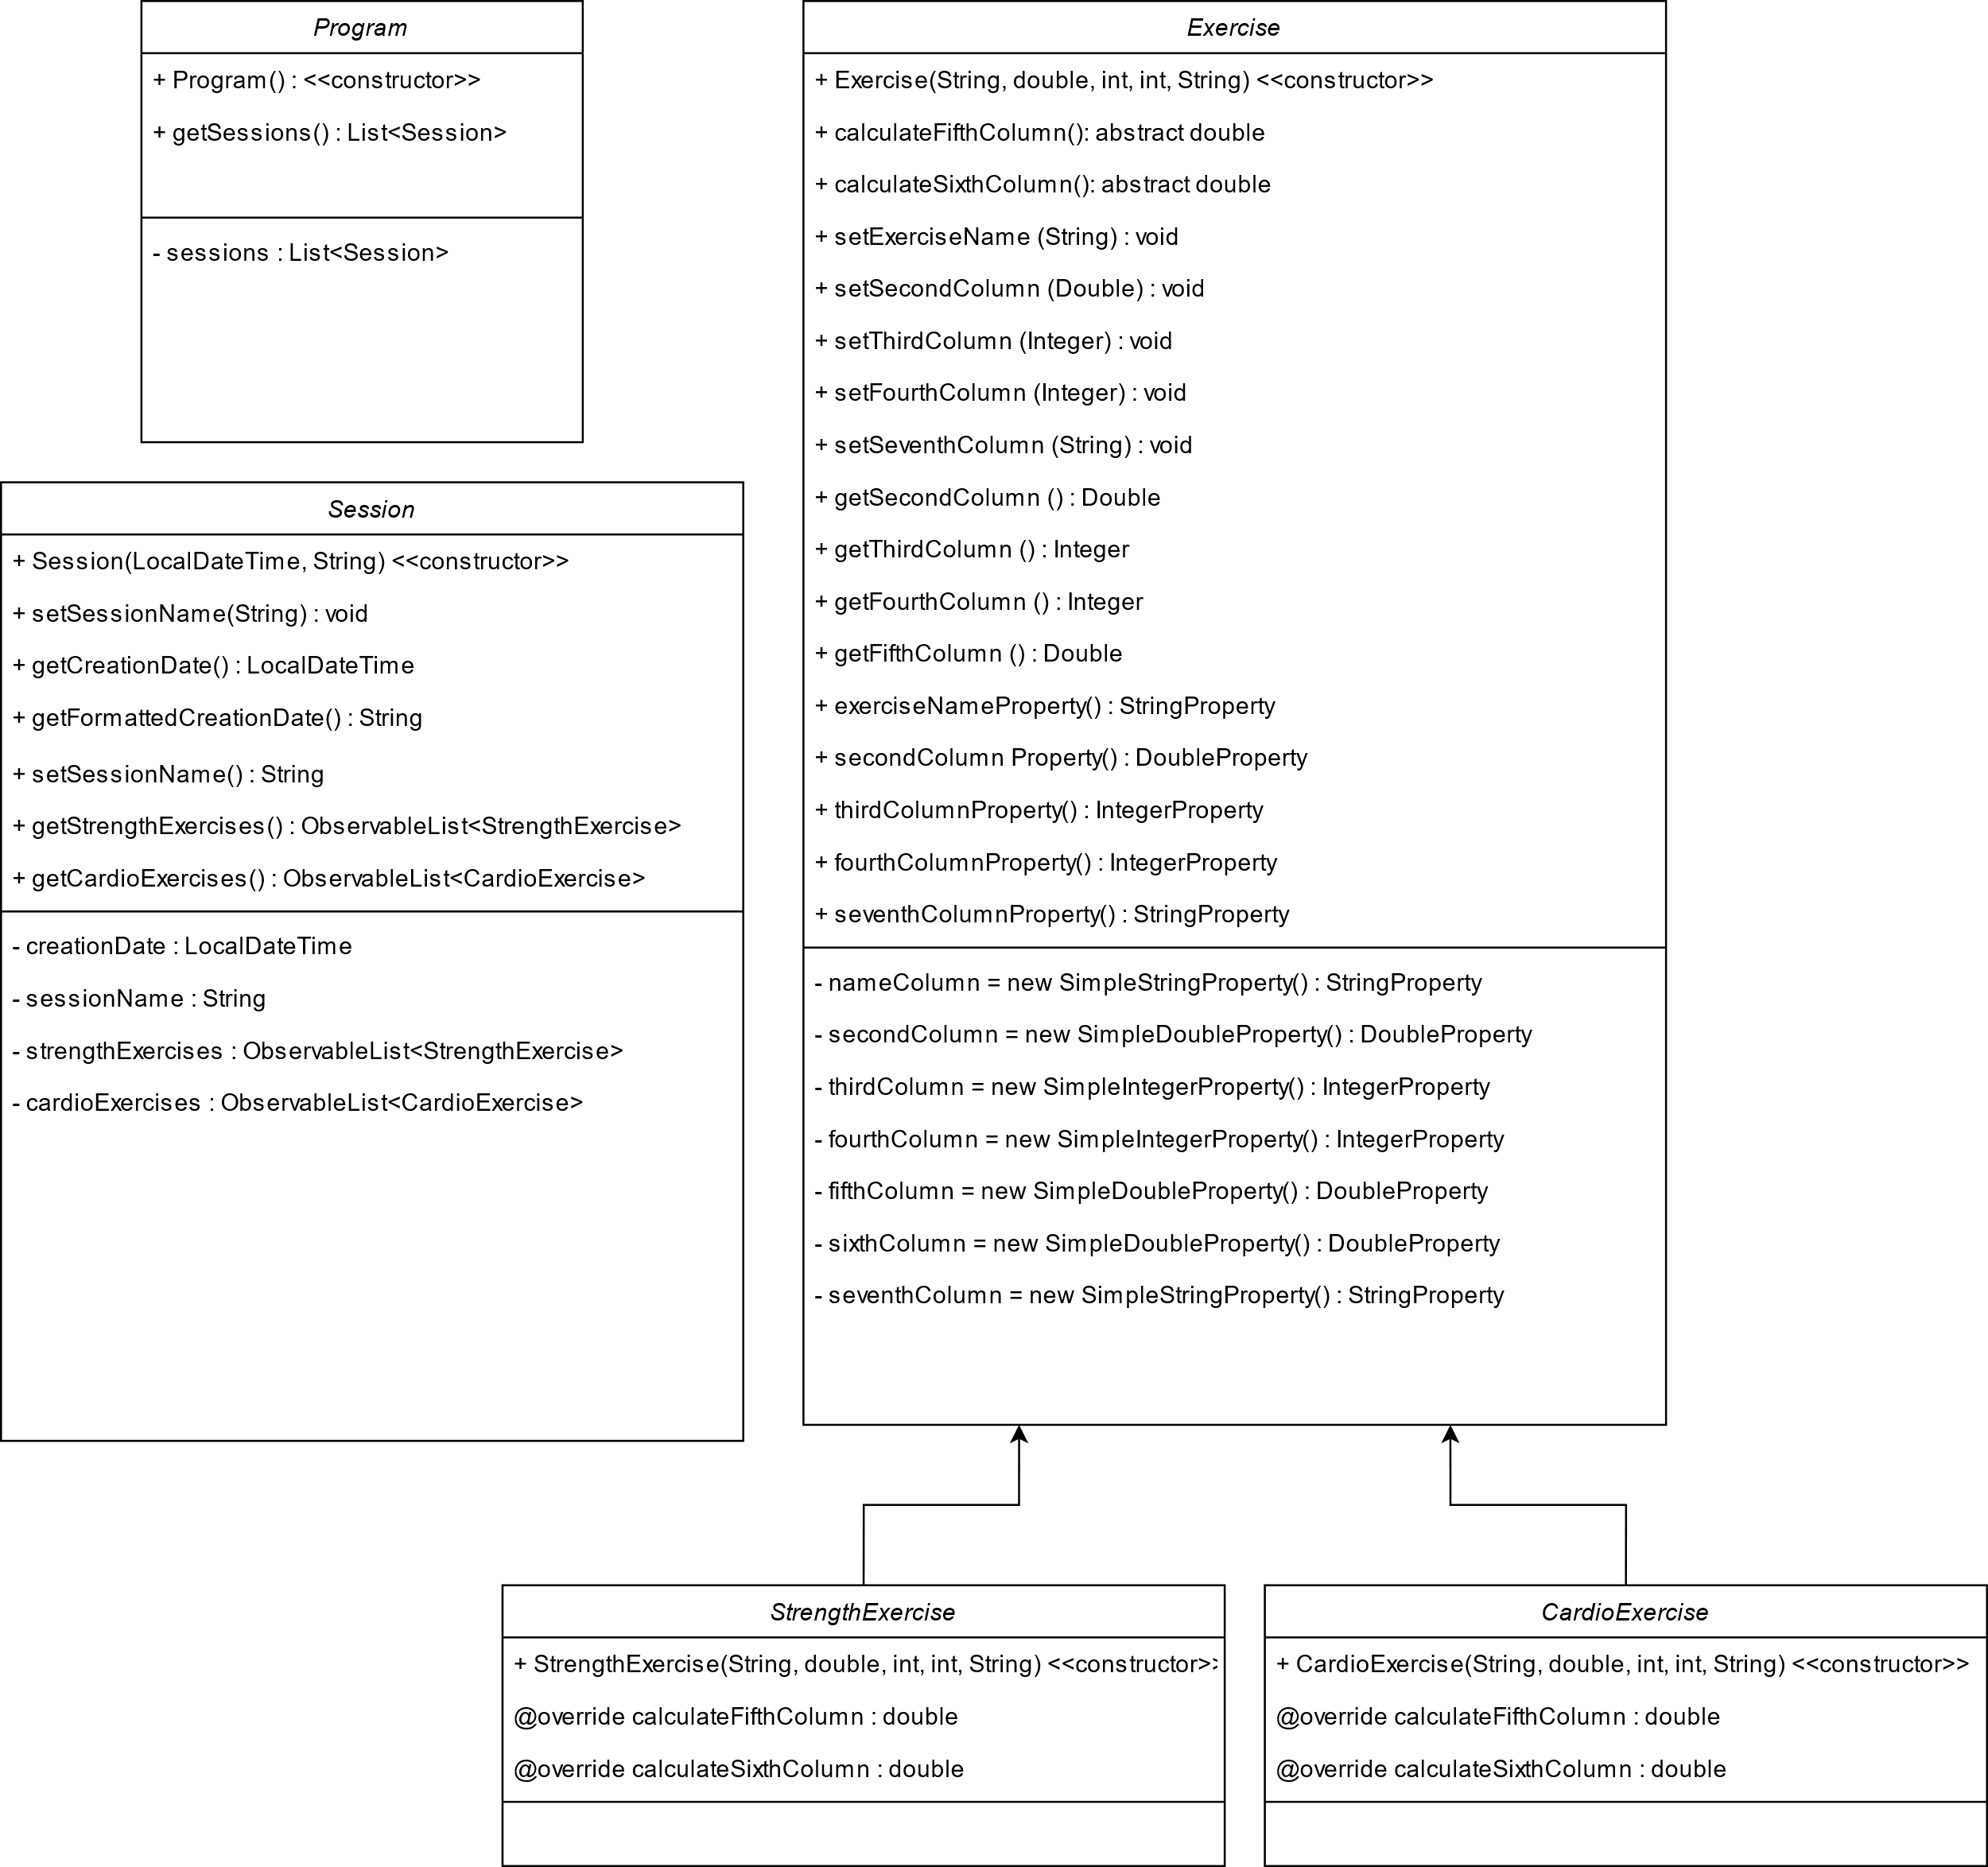 Program
+ Program() : <<constructor>>
+ getSessions() : List<Session>
- sessions : List<Session>
Session
+ Session(LocalDateTime, String) <<constructor>>
+ setSessionName(String) : void
+ getCreationDate() : LocalDateTime
+ getFormattedCreationDate() : String
+ setSessionName() : String
+ getStrengthExercises() : ObservableList<StrengthExercise>
+ getCardioExercises() : ObservableList<CardioExercise>
- creationDate : LocalDateTime
- sessionName : String
- strengthExercises : ObservableList<StrengthExercise>
- cardioExercises : ObservableList<CardioExercise>
Exercise
+ Exercise(String, double, int, int, String) <<constructor>>
+ calculateFifthColumn(): abstract double
+ calculateSixthColumn(): abstract double
+ setExerciseName (String) : void
+ setSecondColumn (Double) : void
+ setThirdColumn (Integer) : void
+ setFourthColumn (Integer) : void
+ setSeventhColumn (String) : void
+ getSecondColumn () : Double
+ getThirdColumn () : Integer
+ getFourthColumn () : Integer
+ getFifthColumn () : Double
+ exerciseNameProperty() : StringProperty
+ secondColumn Property() : DoubleProperty
+ thirdColumnProperty() : IntegerProperty
+ fourthColumnProperty() : IntegerProperty
+ seventhColumnProperty() : StringProperty
- nameColumn = new SimpleStringProperty() : StringProperty
- secondColumn = new SimpleDoubleProperty() : DoubleProperty
- thirdColumn = new SimpleIntegerProperty() : IntegerProperty
- fourthColumn = new SimpleIntegerProperty() : IntegerProperty
- fifthColumn = new SimpleDoubleProperty() : DoubleProperty
- sixthColumn = new SimpleDoubleProperty() : DoubleProperty
- seventhColumn = new SimpleStringProperty() : StringProperty
StrengthExercise
+ StrengthExercise(String, double, int, int, String) <<constructor>>
@override calculateFifthColumn : double
@override calculateSixthColumn : double
CardioExercise
+ CardioExercise(String, double, int, int, String) <<constructor>>
@override calculateFifthColumn : double
@override calculateSixthColumn : double